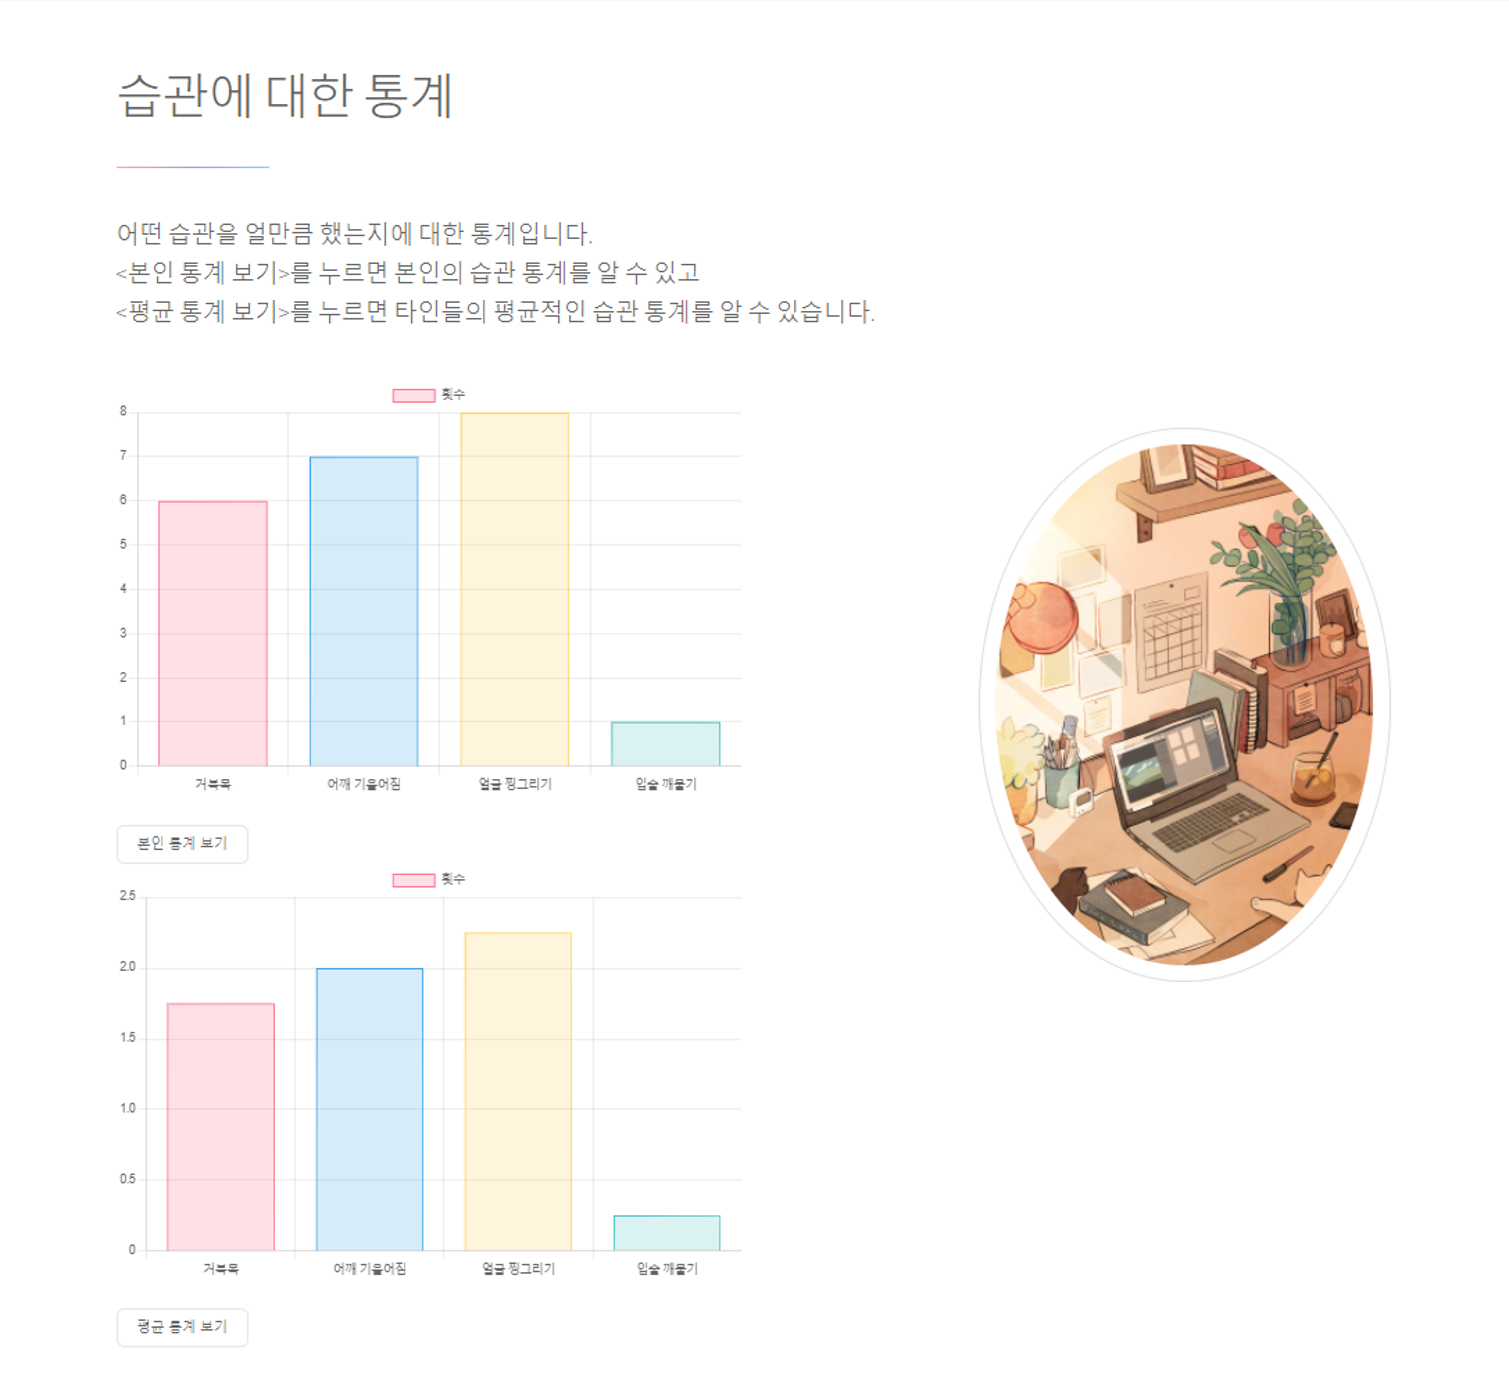 습관에 대한 통계
어떤 습관을 얼만큼 했는지에 대한 통계입니다.
<본인 통계 보기>를 누르면 본인의 습관 통계를 알 수 있고
<평균 통계 보기>를 누르면 타인들의 평균적인 습관 통계를 알 수 있습니다.
횟수
8
7
6
5
4
3
2
1
0
거북목 어깨 기울어짐 얼굴 찡그리기 입술 깨물기
본인 통계 보기
횟수
2.5
2.0
1.5
1.0
0.5
0
거북목 어깨 기울어짐 얼굴 찡그리기 입술 깨물기
평균 통계 보기